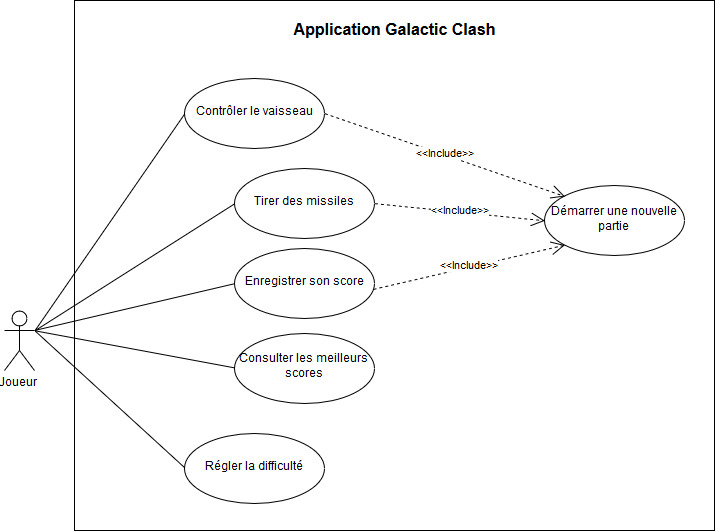 Application Galactic Clash
Contrôler le vaisseau
<<Include>>
Tirer des missiles
<<Include>>
Démarrer une nouvelle
partie
Enregistrer son score
<<Include>>
Consulter les meilleurs
scores
Joueur
Régler la difficulté